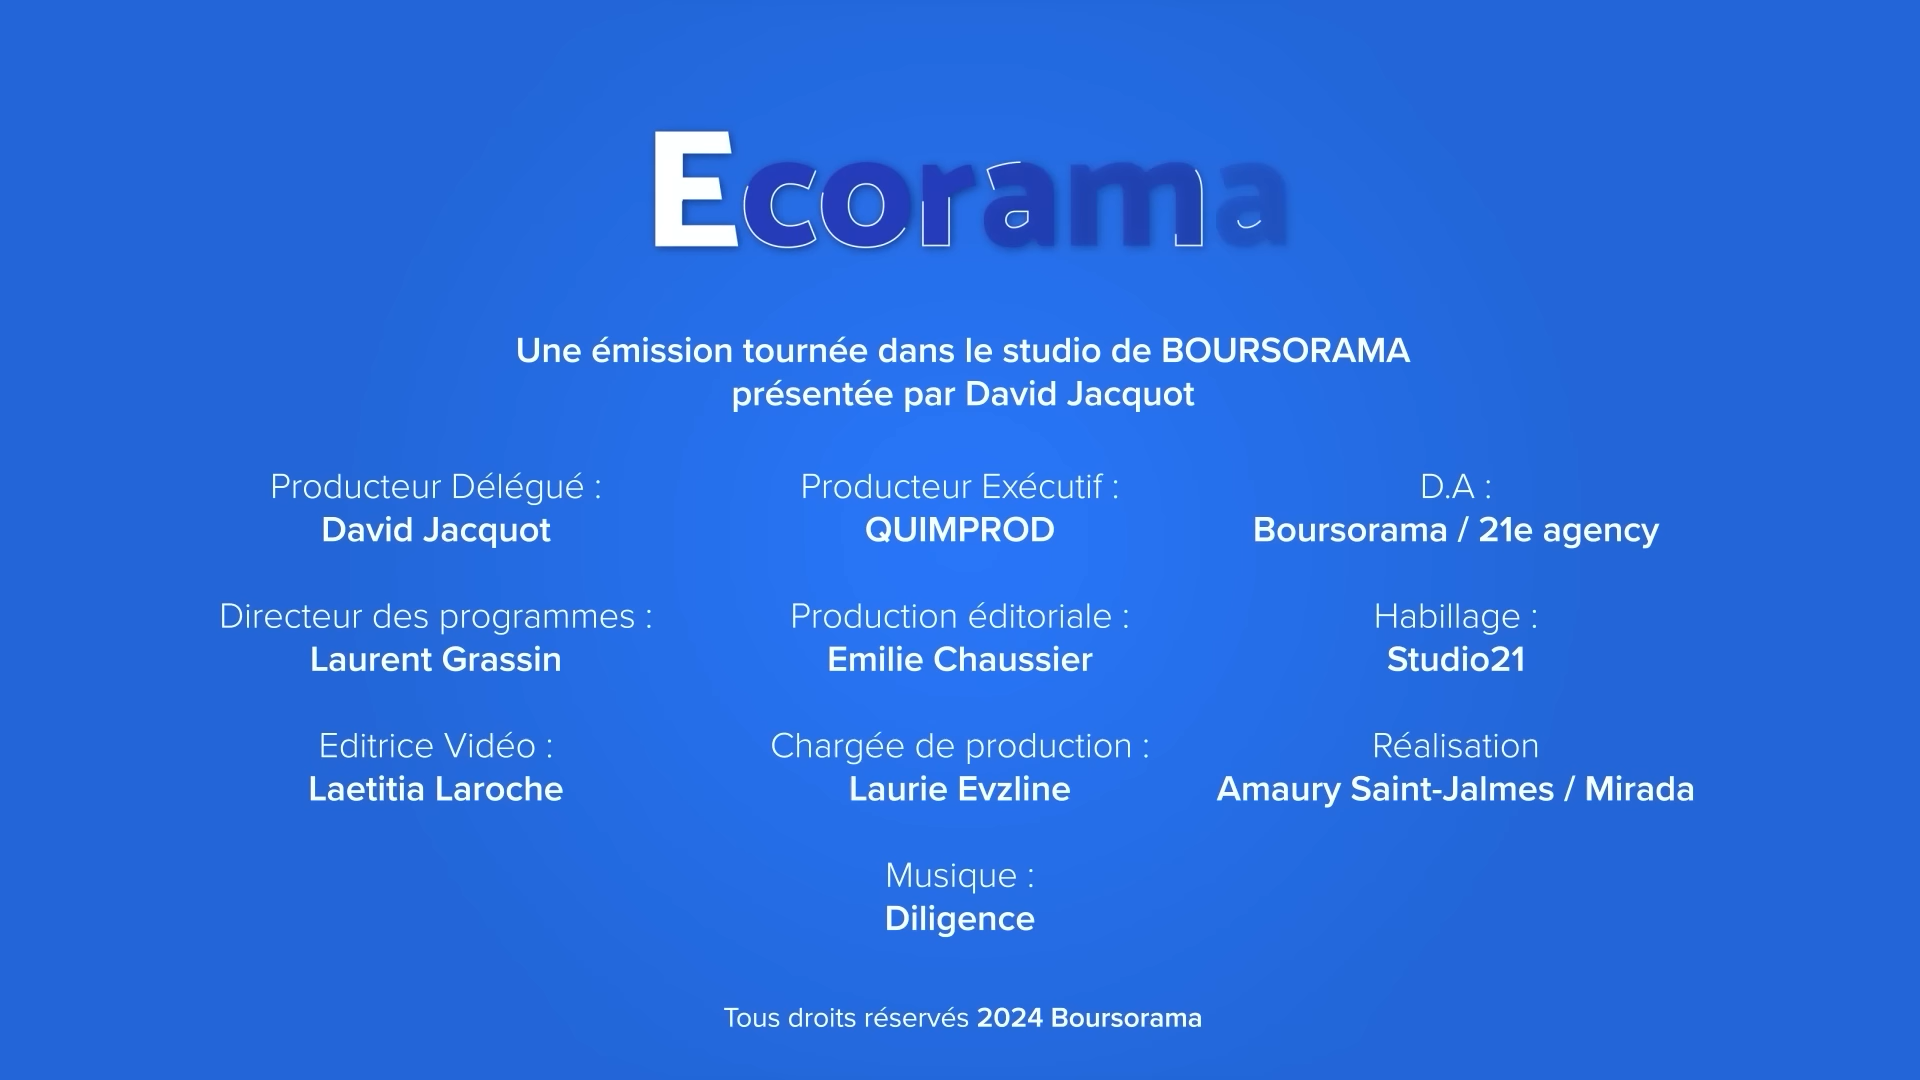 Ecorama
Une émission tournée dans le studio de BOURSORAMA
présentée par David Jacquot
Producteur Délégué :
David Jacquot
Producteur Exécutif :
QUIMPROD
D.A :
Boursorama / 21e agency
Directeur des programmes :
Laurent Grassin
Production éditoriale :
Emilie Chaussier
Habillage :
Studio21
Editrice Vidéo :
Laetitia Laroche
Chargée de production :
Laurie Evzline
Réalisation
Amaury Saint-Jalmes / Mirada
Musique :
Diligence
Tous droits réservés 2024 Boursorama